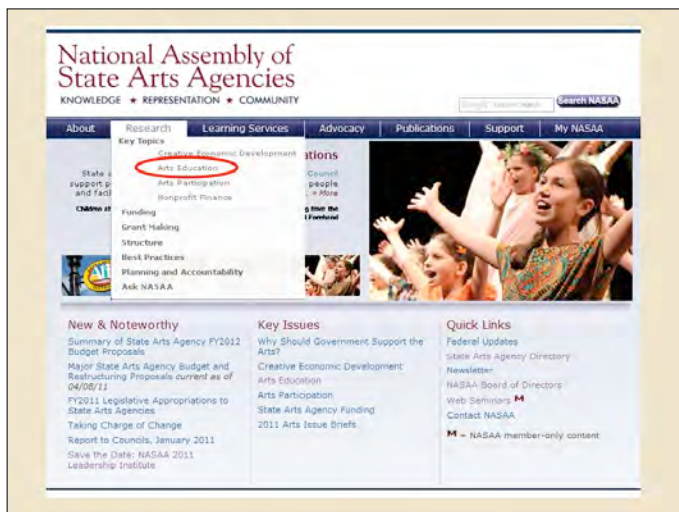 National Assembly of
State Arts Agencies
KNOWLEDGE ★ REPRESENTATION ★ COMMUNITY
Search NASAA
About Research Learning Services Advocacy Publications Support My NASAA
Key Topics
Creative Economic Development
Arts Education
Arts Participation
Nonprofit Finance
Funding
Grant Making
Structure
Best Practices
Planning and Accountability
Ask NASAA
ations
State Council
support p people
and facil » More
Children ng from the
Forehand
New & Noteworthy
Summary of State Arts Agency FY2012
Budget Proposals
Major State Arts Agency Budget and
Restructuring Proposals current as of
04/08/11
FY2011 Legislative Appropriations to
State Arts Agencies
Taking Charge of Change
Report to Councils, January 2011
Save the Date: NASAA 2011
Leadership Institute
Key Issues
Why Should Government Support the
Arts?
Creative Economic Development
Arts Education
Arts Participation
State Arts Agency Funding
2011 Arts Issue Briefs
Quick Links
Federal Updates
State Arts Agency Directory
Newsletter
NASAA Board of Directors
Web Seminars M
Contact NASAA
M = NASAA member-only content